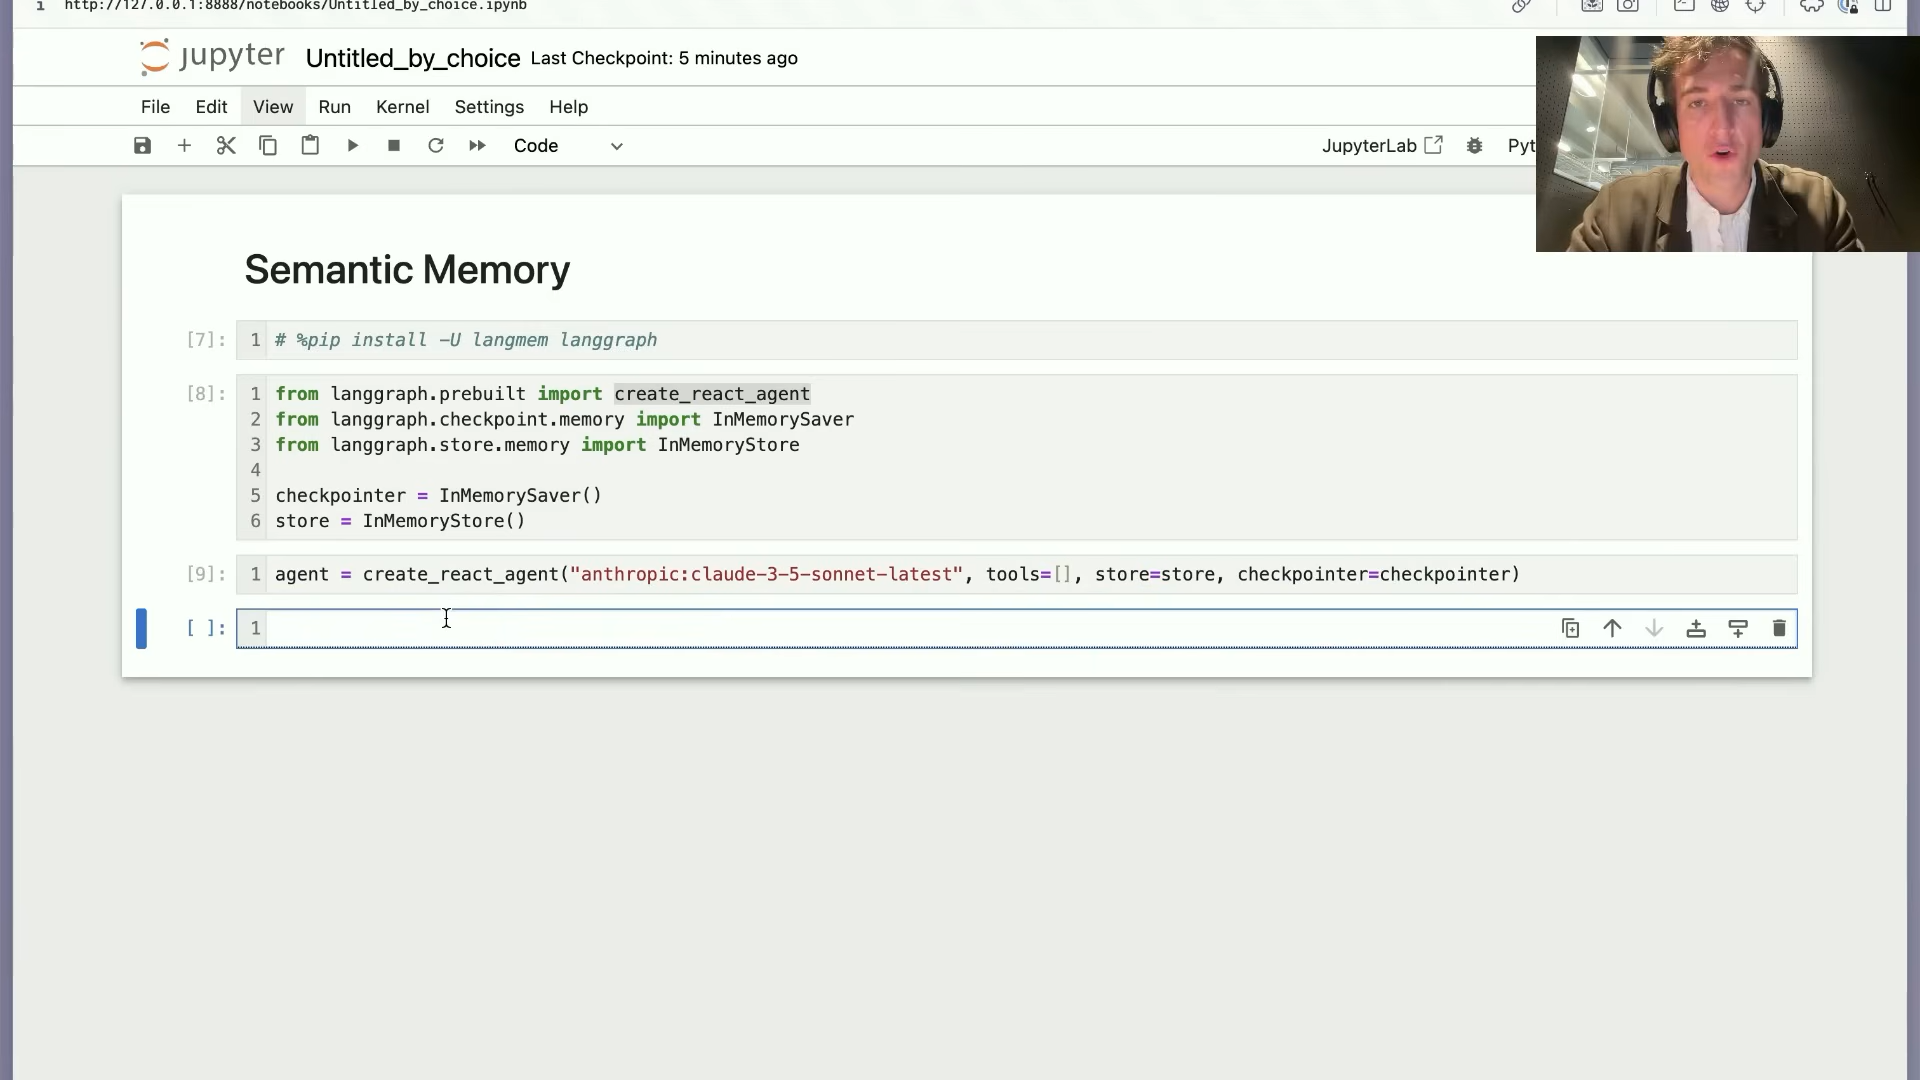 http://127.0.0.1:8888/notebooks/Untitled_by_choice.ipynb
jupyter Untitled_by_choice Last Checkpoint: 5 minutes ago
File Edit View Run Kernel Settings Help
Code JupyterLab Pyt
Semantic Memory
[7]: 1 # %pip install -U langmem langgraph
[8]: 1 from langgraph.prebuilt import create_react_agent
2 from langgraph.checkpoint.memory import InMemorySaver
3 from langgraph.store.memory import InMemoryStore
4
5 checkpointer = InMemorySaver()
6 store = InMemoryStore()
[9]: 1 agent = create_react_agent("anthropic:claude-3-5-sonnet-latest", tools=[], store=store, checkpointer=checkpointer)
[ ]: 1